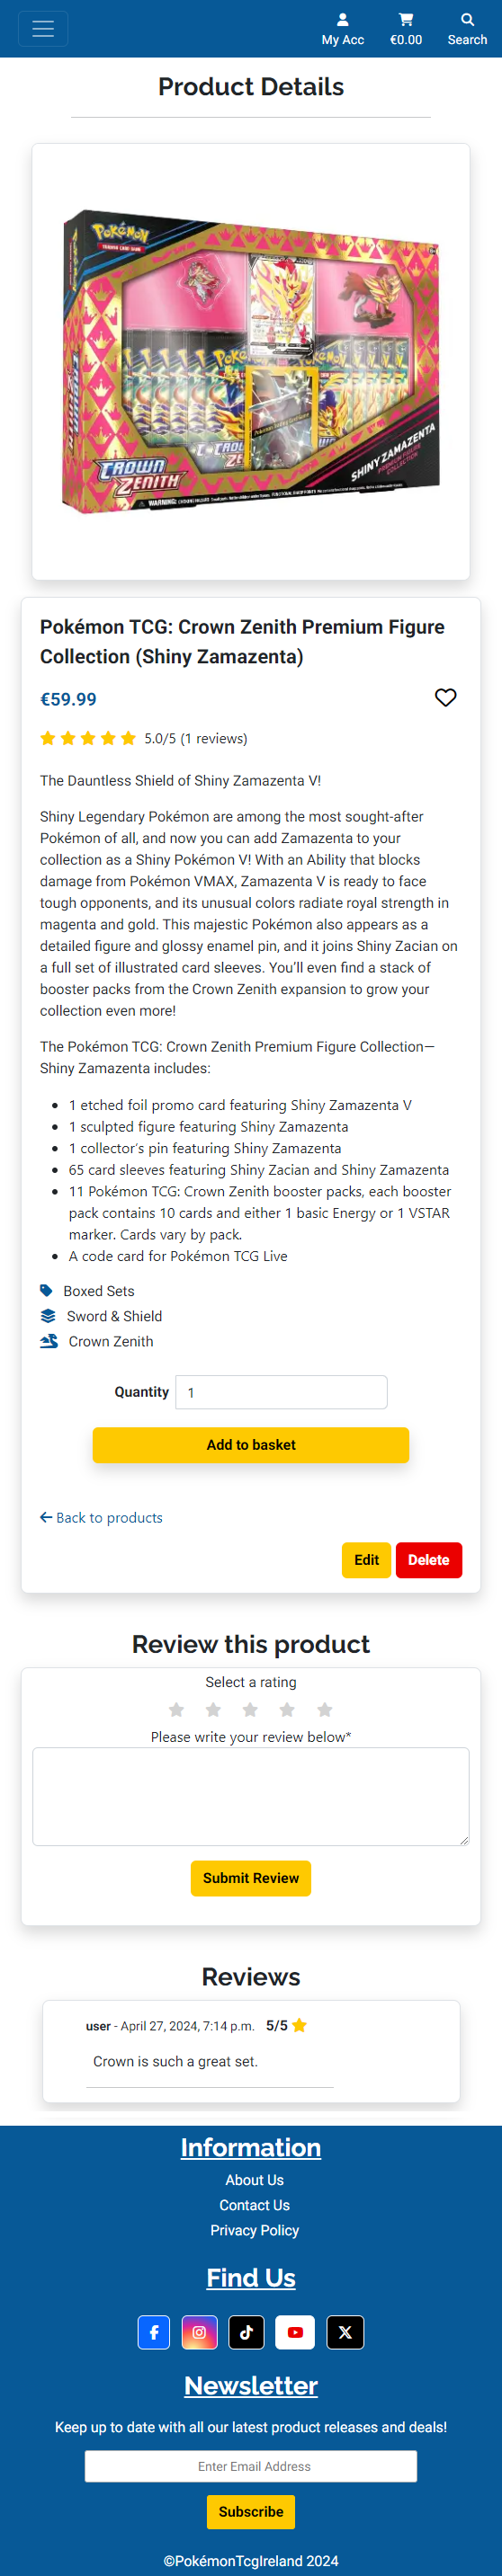 My Acc
€0.00
Search
Product Details
Pokémon
TRADING CARD GAME
CROWN
ZENITH
SHINY ZAMAZENTA
PREMIUM FIGURE
COLLECTION
Pokémon TCG: Crown Zenith Premium Figure
Collection (Shiny Zamazenta)
€59.99
5.0/5 (1 reviews)
The Dauntless Shield of Shiny Zamazenta V!
Shiny Legendary Pokémon are among the most sought-after
Pokémon of all, and now you can add Zamazenta to your
collection as a Shiny Pokémon V! With an Ability that blocks
damage from Pokémon VMAX, Zamazenta V is ready to face
tough opponents, and its unusual colors radiate royal strength in
magenta and gold. This majestic Pokémon also appears as a
detailed figure and glossy enamel pin, and it joins Shiny Zacian on
a full set of illustrated card sleeves. You'll even find a stack of
booster packs from the Crown Zenith expansion to grow your
collection even more!
The Pokémon TCG: Crown Zenith Premium Figure Collection—
Shiny Zamazenta includes:
• 1 etched foil promo card featuring Shiny Zamazenta V
• 1 sculpted figure featuring Shiny Zamazenta
• 1 collector's pin featuring Shiny Zamazenta
• 65 card sleeves featuring Shiny Zacian and Shiny Zamazenta
• 11 Pokémon TCG: Crown Zenith booster packs, each booster
pack contains 10 cards and either 1 basic Energy or 1 VSTAR
marker. Cards vary by pack.
• A code card for Pokémon TCG Live
Boxed Sets
Sword & Shield
Crown Zenith
Quantity 1
Add to basket
Back to products
Edit Delete
Review this product
Select a rating
Please write your review below*
Submit Review
Reviews
user - April 27, 2024, 7:14 p.m. 5/5
Crown is such a great set.
Information
About Us
Contact Us
Privacy Policy
Find Us
Newsletter
Keep up to date with all our latest product releases and deals!
Enter Email Address
Subscribe
©PokémonTcgIreland 2024